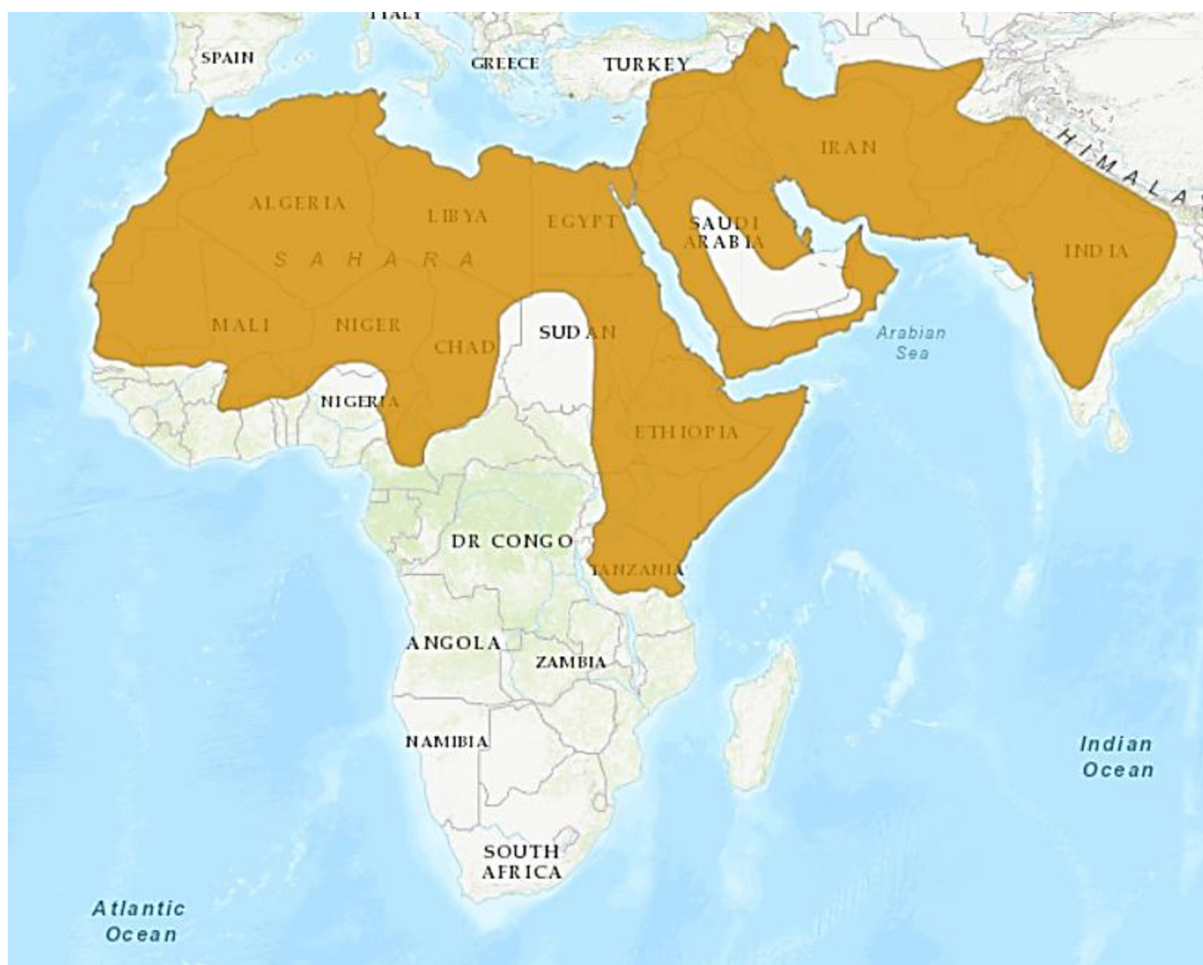 ITALY
SPAIN
GREECE
TURKEY
HIMALAS
IRAN
ALGERIA
LIBYA
EGYPT
SAUDI
ARABIA
INDIA
SAHARA
MALI
NIGER
CHAD
SUDAN
Arabian
Sea
NIGERIA
ETHIOPIA
DR CONGO
TANZANIA
ANGOLA
ZAMBIA
NAMIBIA
Indian
Ocean
SOUTH
AFRICA
Atlantic
Ocean